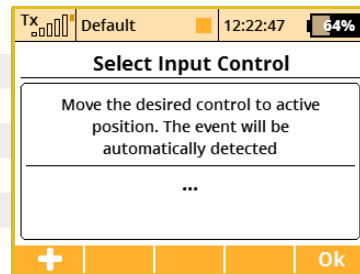 Tx Default 12:22:47 64%
Select Input Control
Move the desired control to active
position. The event will be
automatically detected
...
Ok